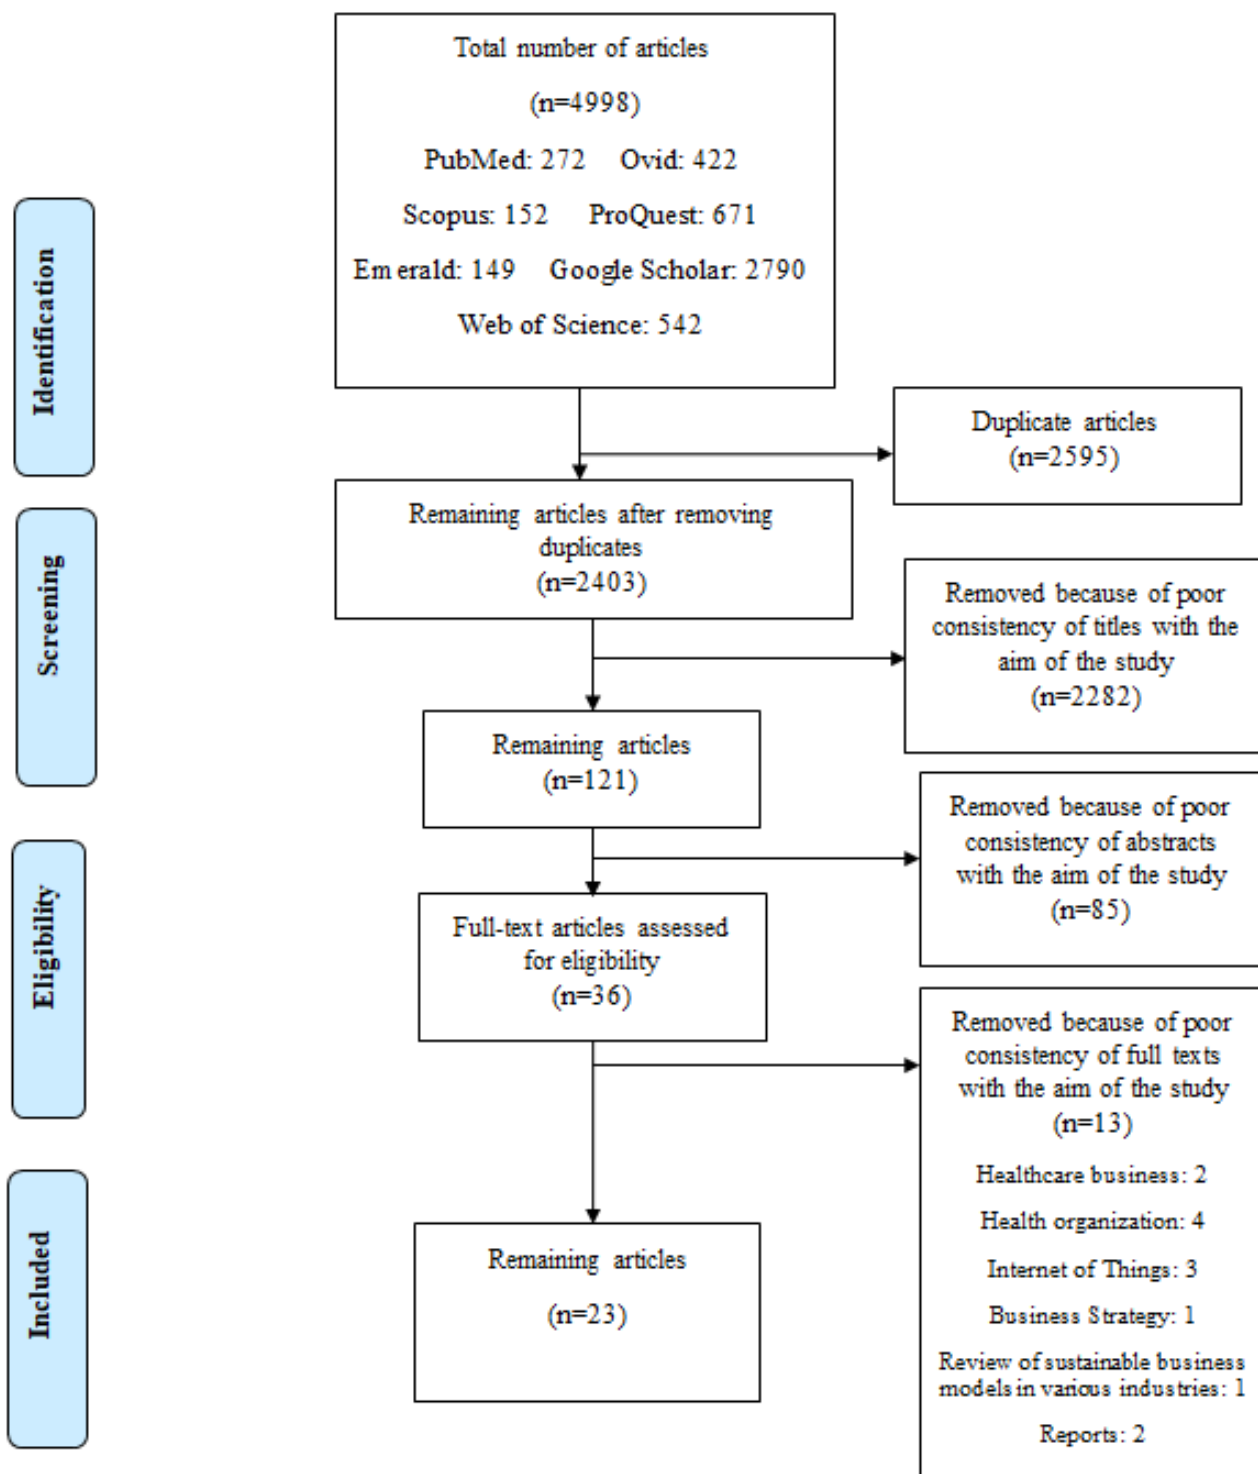 Total number of articles
(n=4998)
PubMed: 272 Ovid: 422
Scopus: 152 ProQuest: 671
Emerald: 149 Google Scholar: 2790
Web of Science: 542
Identification
Duplicate articles
(n=2595)
Remaining articles after removing
duplicates
(n=2403)
Screening
Removed because of poor
consistency of titles with the
aim of the study
(n=2282)
Remaining articles
(n=121)
Removed because of poor
consistency of abstracts
with the aim of the study
(n=85)
Eligibility
Full-text articles assessed
for eligibility
(n=36)
Removed because of poor
consistency of full texts
with the aim of the study
(n=13)
Healthcare business: 2
Health organization: 4
Internet of Things: 3
Business Strategy: 1
Review of sustainable business
models in various industries: 1
Reports: 2
Included
Remaining articles
(n=23)